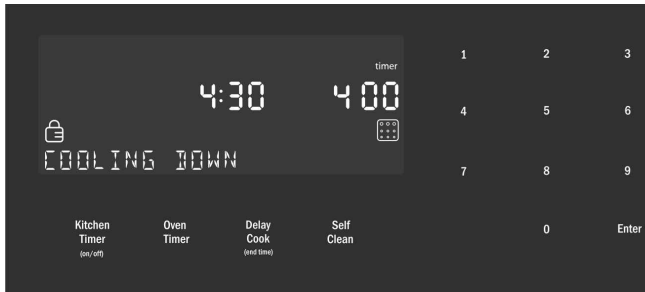 timer
4:30 400
COOLING DOWN
Kitchen
Timer
(on/off)
Oven
Timer
Delay
Cook
(end time)
Self
Clean
1 2 3
4 5 6
7 8 9
0 Enter